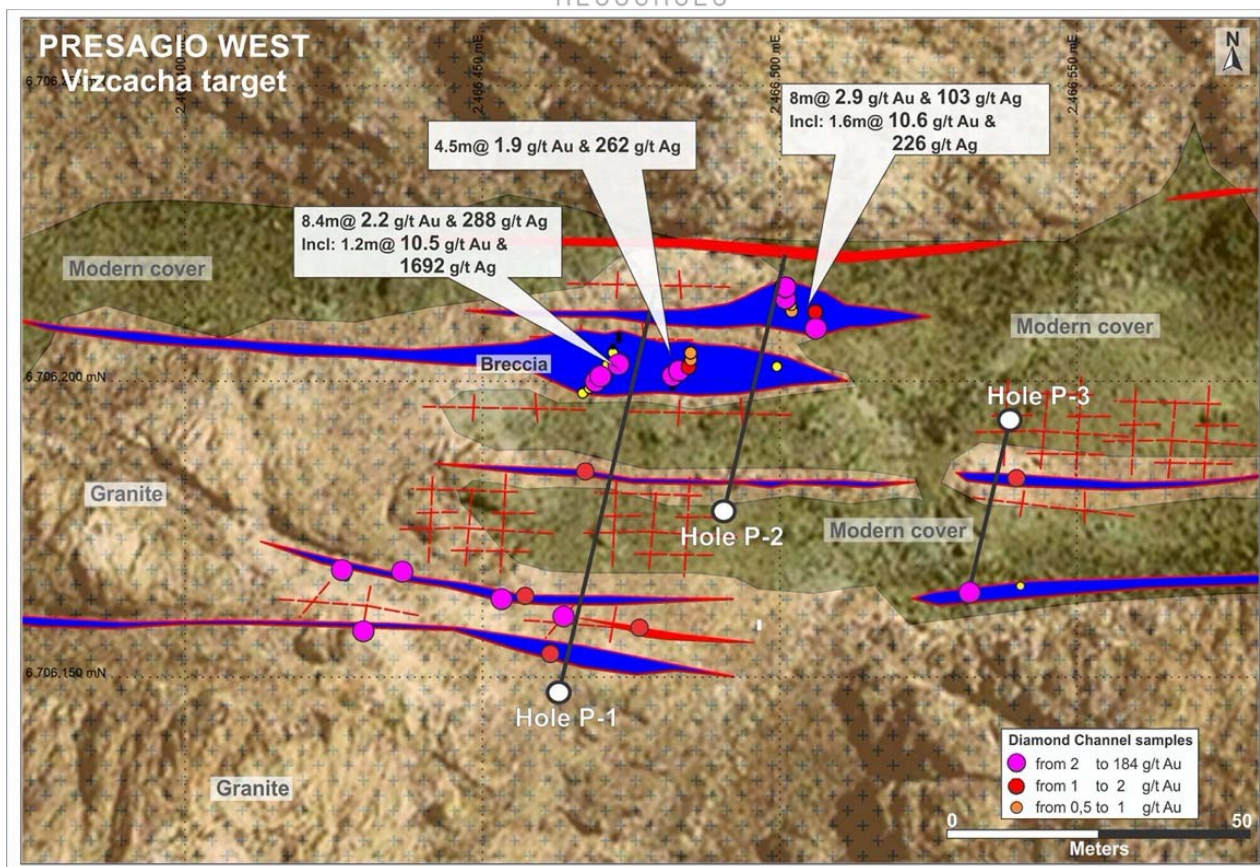 RESOURCES
PRESAGIO WEST
Vizcacha target
N
2.466.450 mE
2.466.500 mE
2.466.550 mE
8m@ 2.9 g/t Au & 103 g/t Ag
Incl: 1.6m@ 10.6 g/t Au &
226 g/t Ag
4.5m@ 1.9 g/t Au & 262 g/t Ag
8.4m@ 2.2 g/t Au & 288 g/t Ag
Incl: 1.2m@ 10.5 g/t Au &
1692 g/t Ag
Modern cover
Modern cover
Breccia
6.706.200 mN
Hole P-3
Granite
Hole P-2
Modern cover
6.706.150 mN
Hole P-1
Granite
Diamond Channel samples
from 2 to 184 g/t Au
from 1 to 2 g/t Au
from 0,5 to 1 g/t Au
0 50
Meters